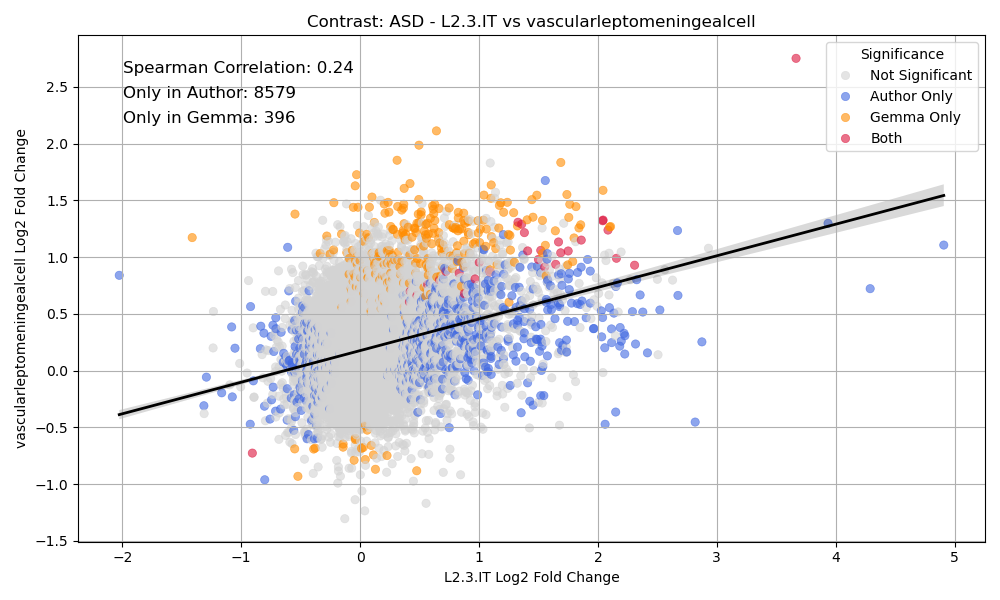 Contrast: ASD - L2.3.IT vs vascularleptomeningealcell
Spearman Correlation: 0.24
Only in Author: 8579
Only in Gemma: 396
Significance
Not Significant
Author Only
Gemma Only
Both
vascularleptomeningealcell Log2 Fold Change
2.5
2.0
1.5
1.0
0.5
0.0
−0.5
−1.0
−1.5
−2
−1
0
1
2
3
4
5
L2.3.IT Log2 Fold Change